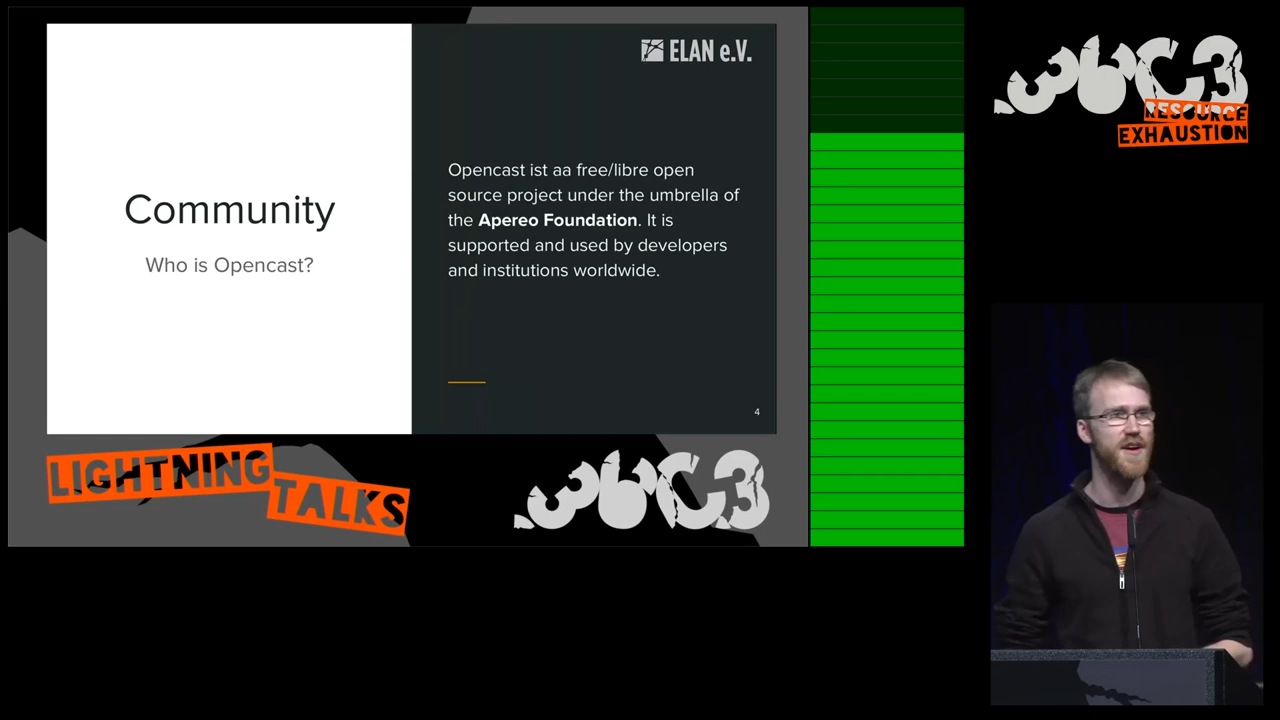 Community
Who is Opencast?
ELAN e.V.
Opencast ist aa free/libre open
source project under the umbrella of
the Apereo Foundation. It is
supported and used by developers
and institutions worldwide.
4
LIGHTNING
TALKS
36C3
36C3
RESOURCE
EXHAUSTION